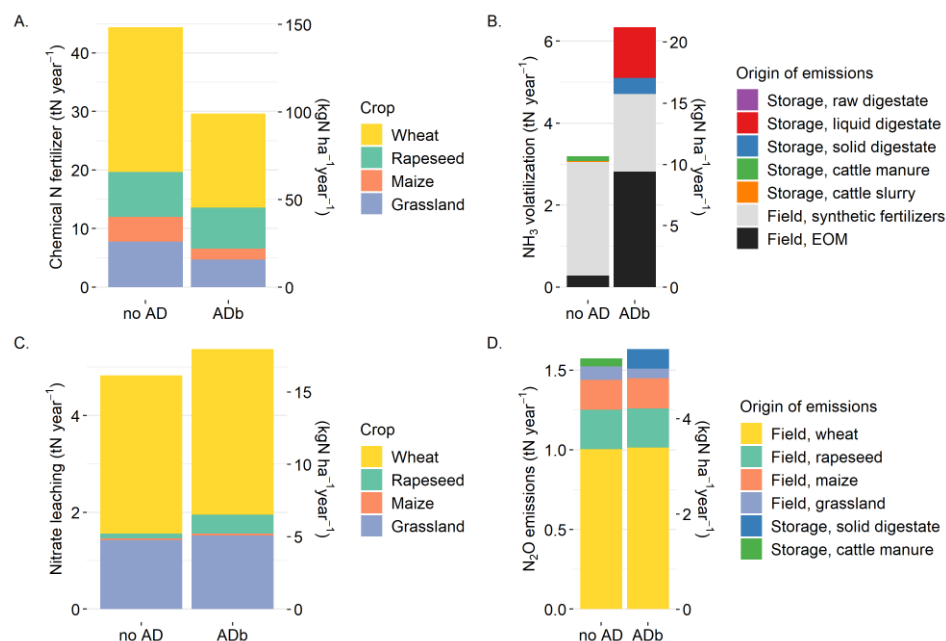 A.
Chemical N fertilizer (tN year⁻¹)
0
10
20
30
40
0
50
100
150
(kgN ha⁻¹year⁻¹)
no AD
ADb
Crop
Wheat
Rapeseed
Maize
Grassland
B.
NH₃ volatilization (tN year⁻¹)
0
2
4
6
0
5
10
15
20
(kgN ha⁻¹year⁻¹)
no AD
ADb
Origin of emissions
Storage, raw digestate
Storage, liquid digestate
Storage, solid digestate
Storage, cattle manure
Storage, cattle slurry
Field, synthetic fertilizers
Field, EOM
C.
Nitrate leaching (tN year⁻¹)
0
2
4
0
5
10
15
(kgN ha⁻¹year⁻¹)
no AD
ADb
Crop
Wheat
Rapeseed
Maize
Grassland
D.
N₂O emissions (tN year⁻¹)
0.0
0.5
1.0
1.5
0
2
4
(kgN ha⁻¹year⁻¹)
no AD
ADb
Origin of emissions
Field, wheat
Field, rapeseed
Field, maize
Field, grassland
Storage, solid digestate
Storage, cattle manure